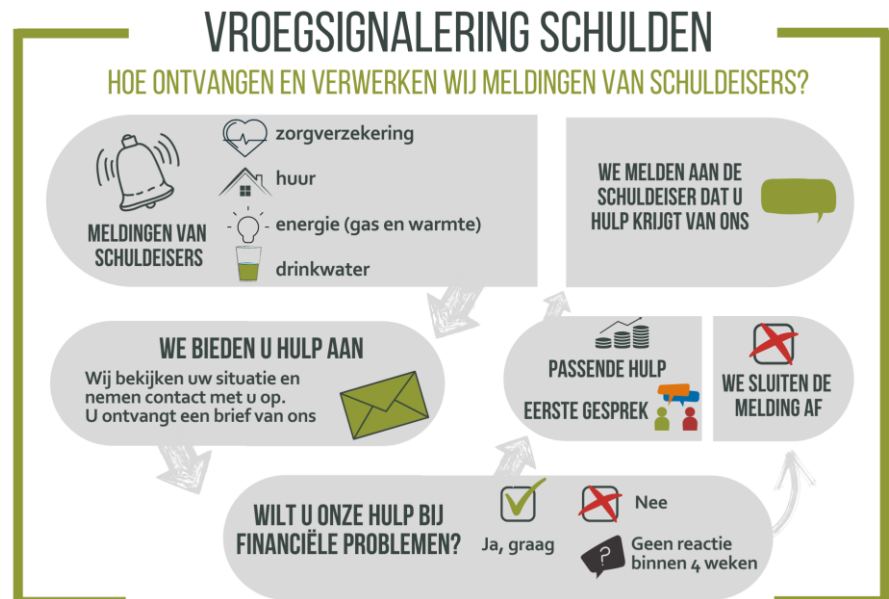 VROEGSIGNALERING SCHULDEN
HOE ONTVANGEN EN VERWERKEN WIJ MELDINGEN VAN SCHULDEISERS?
MELDINGEN VAN
SCHULDEISERS
zorgverzekering
huur
energie (gas en warmte)
drinkwater
WE BIEDEN U HULP AAN
Wij bekijken uw situatie en
nemen contact met u op.
U ontvangt een brief van ons
WILT U ONZE HULP BIJ
FINANCIËLE PROBLEMEN?
Ja, graag
Nee
?
Geen reactie
binnen 4 weken
PASSENDE HULP
EERSTE GESPREK
WE SLUITEN DE
MELDING AF
WE MELDEN AAN DE
SCHULDEISER DAT U
HULP KRIJGT VAN ONS